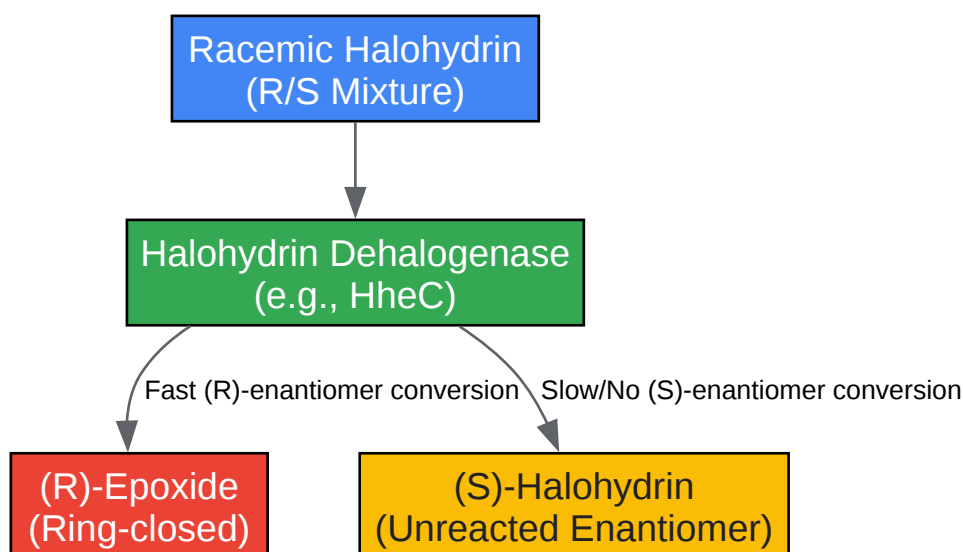 Racemic Halohydrin
(R/S Mixture)
Halohydrin Dehalogenase
(e.g., HheC)
Fast (R)-enantiomer conversion
Slow/No (S)-enantiomer conversion
(R)-Epoxide
(Ring-closed)
(S)-Halohydrin
(Unreacted Enantiomer)